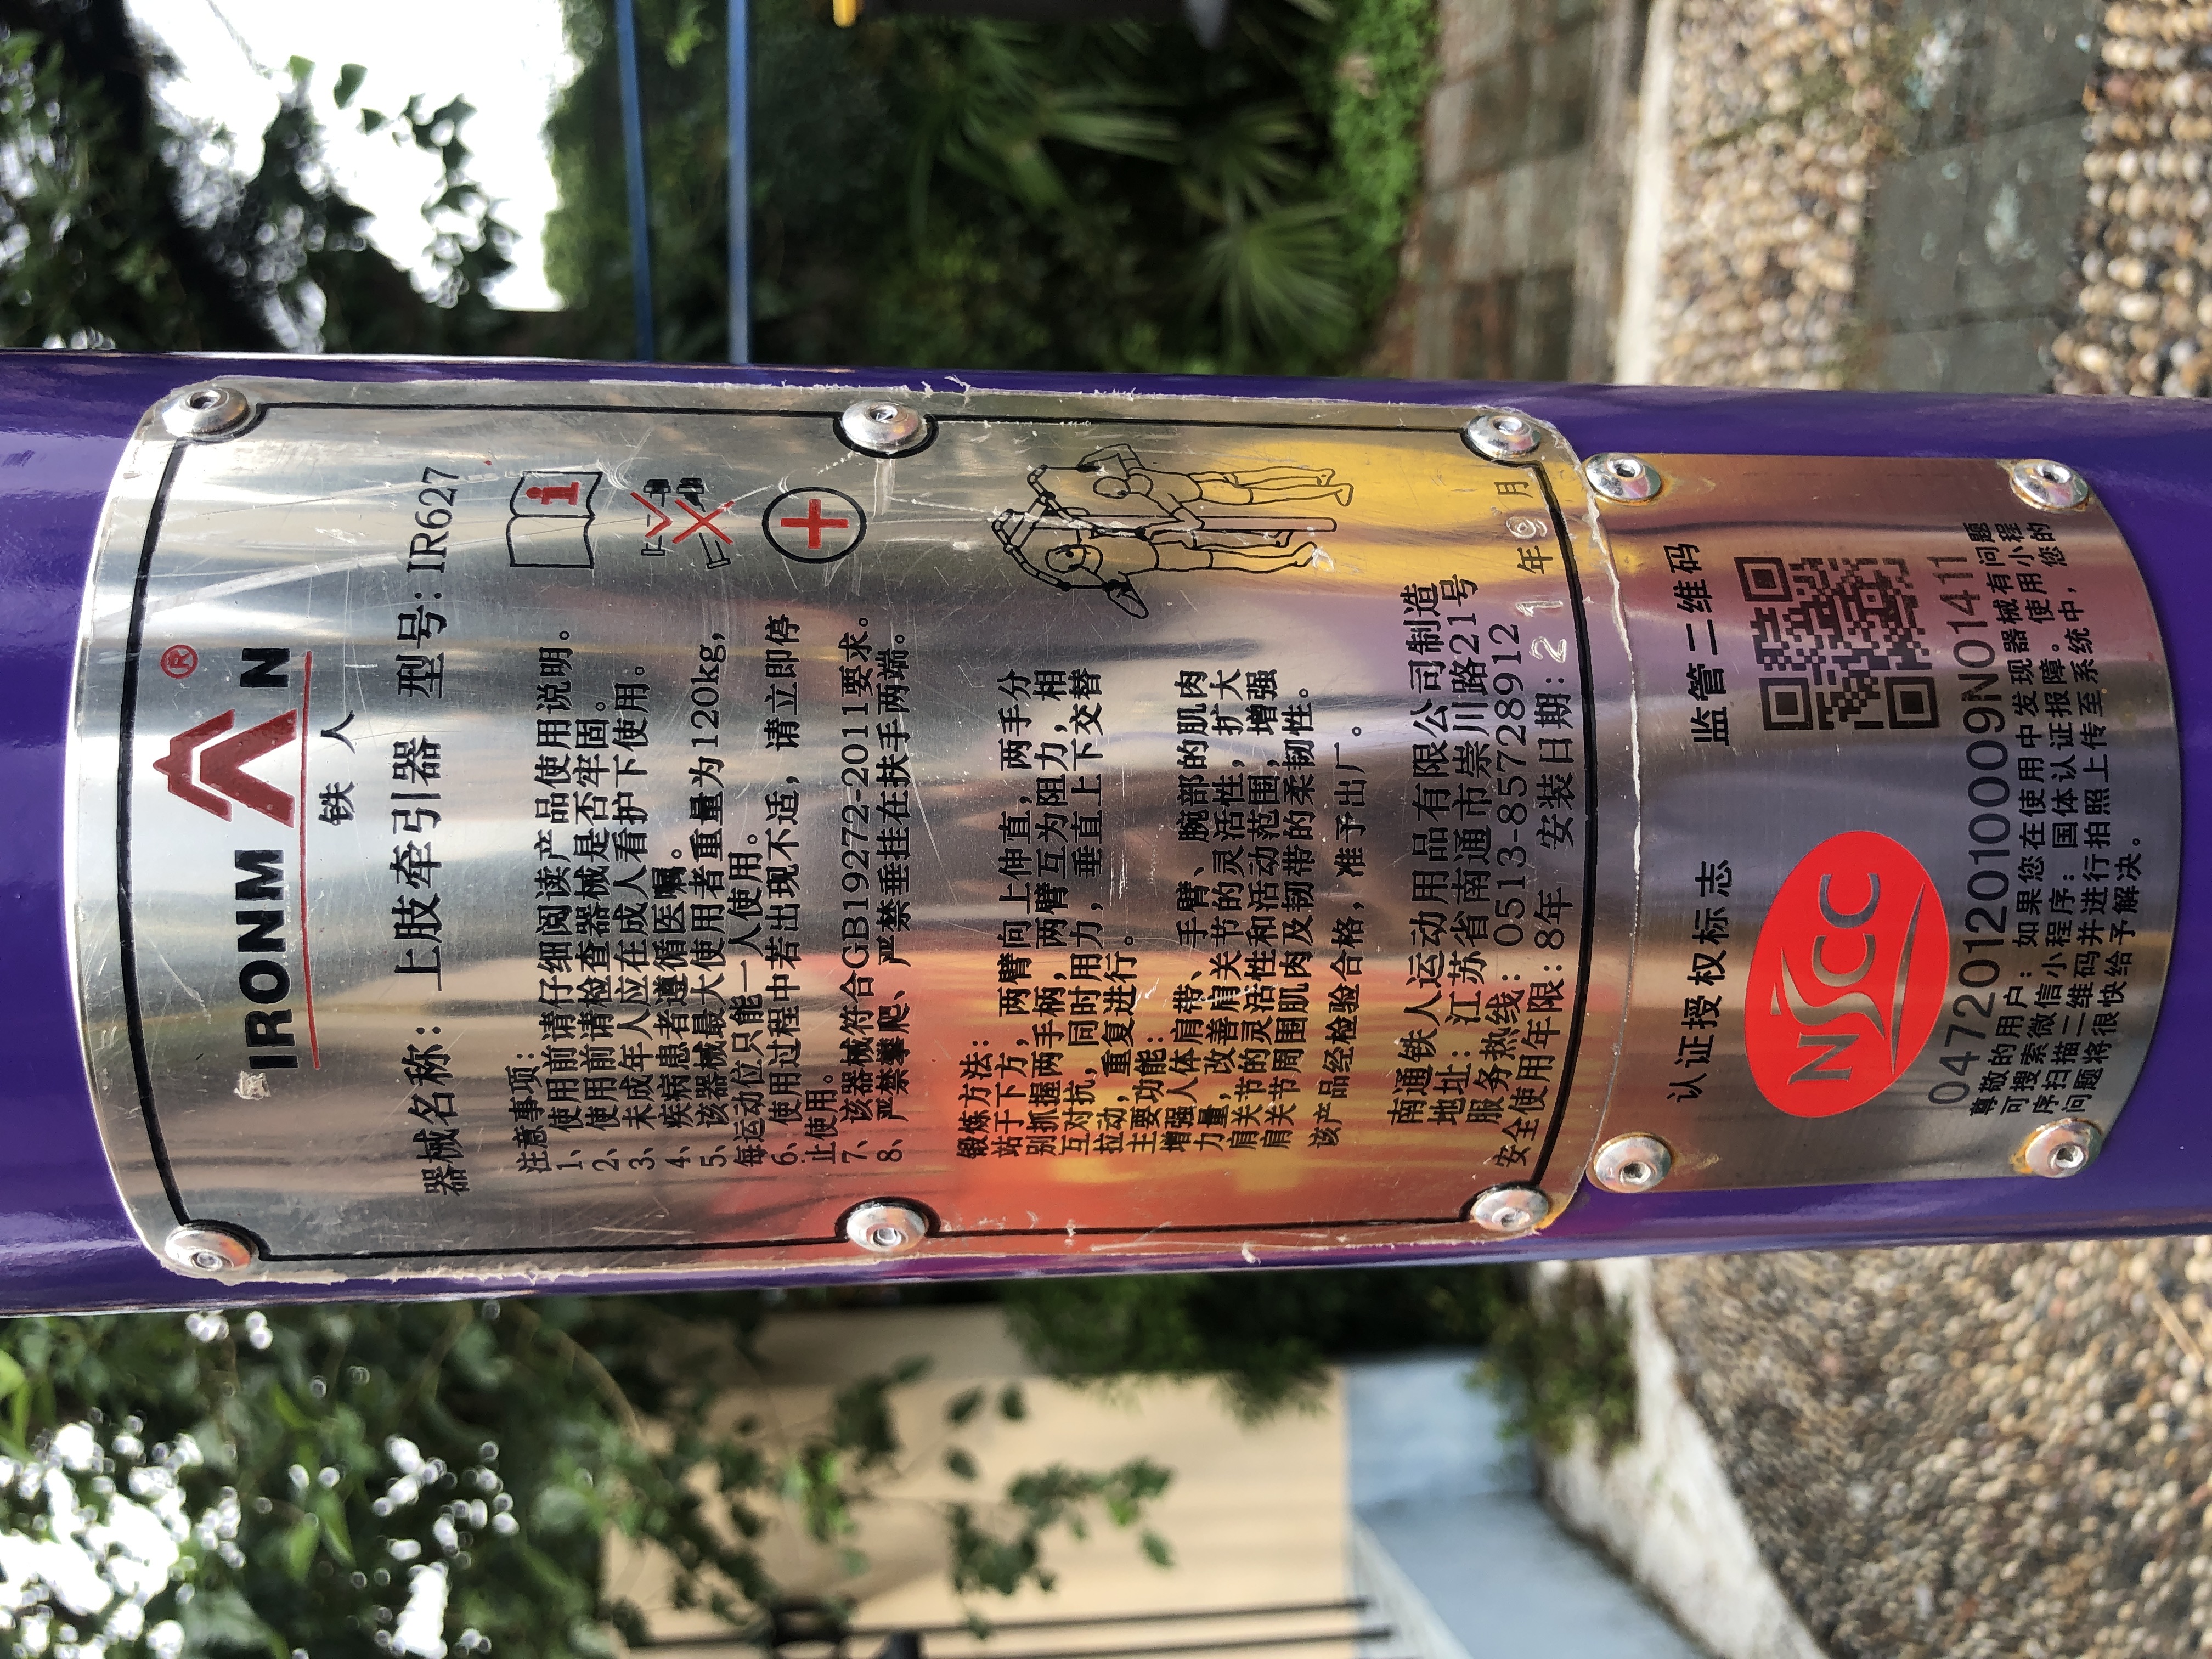 IRONMAN®
铁人
器械名称：上肢牵引器 型号：IR627
注意事项：
1、使用前请仔细阅读产品使用说明。
2、使用前请检查器械是否牢固。
3、未成年人应在成人看护下使用。
4、疾病患者遵循医嘱。
5、该器械最大使用者重量为120kg，
每运动位只能一人使用。
6、使用过程中若出现不适，请立即停
止使用。
7、该器械符合GB19272-2011要求。
8、严禁攀爬、严禁垂挂在扶手两端。
锻炼方法：
站于下方，两臂向上伸直，两手分
别抓握两手柄，两臂互为阻力，相
互对抗，同时用力，垂直上下交替
拉动，重复进行。
主要功能：
增强人体肩带、手臂、腕部的肌肉
力量，改善肩关节的灵活性，扩大
肩关节的灵活性和活动范围，增强
肩关节周围肌肉及韧带的柔韧性。
该产品经检验合格，准予出厂。
南通铁人运动用品有限公司制造
地址：江苏省南通市崇川路21号
服务热线：0513-85728912
安全使用年限：8年 安装日期：21年9月
认证授权标志 监管二维码
NSCC
0472012010009N01411
尊敬的用户：如果您在使用中发现器械有问题
可搜索微信小程序：国体认证报障。使用小程
序扫描二维码并进行拍照上传至系统中，您的
问题将很快给予解决。